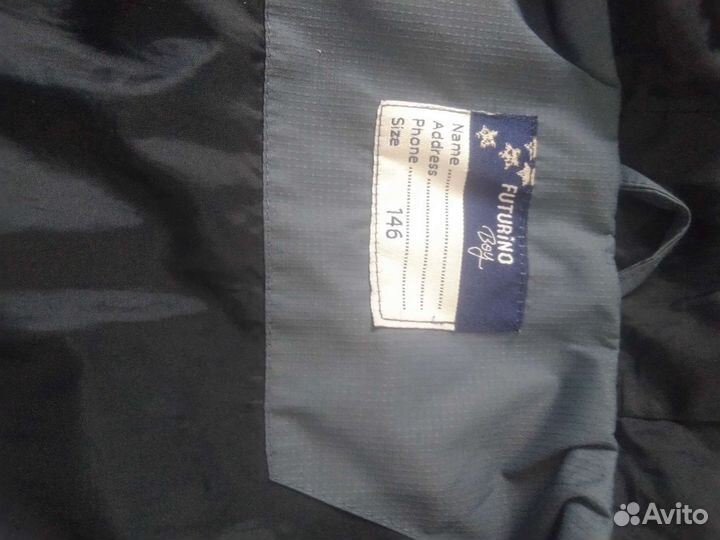 FUTURiNO
Boy
Name
Address
Phone
Size 146
Avito